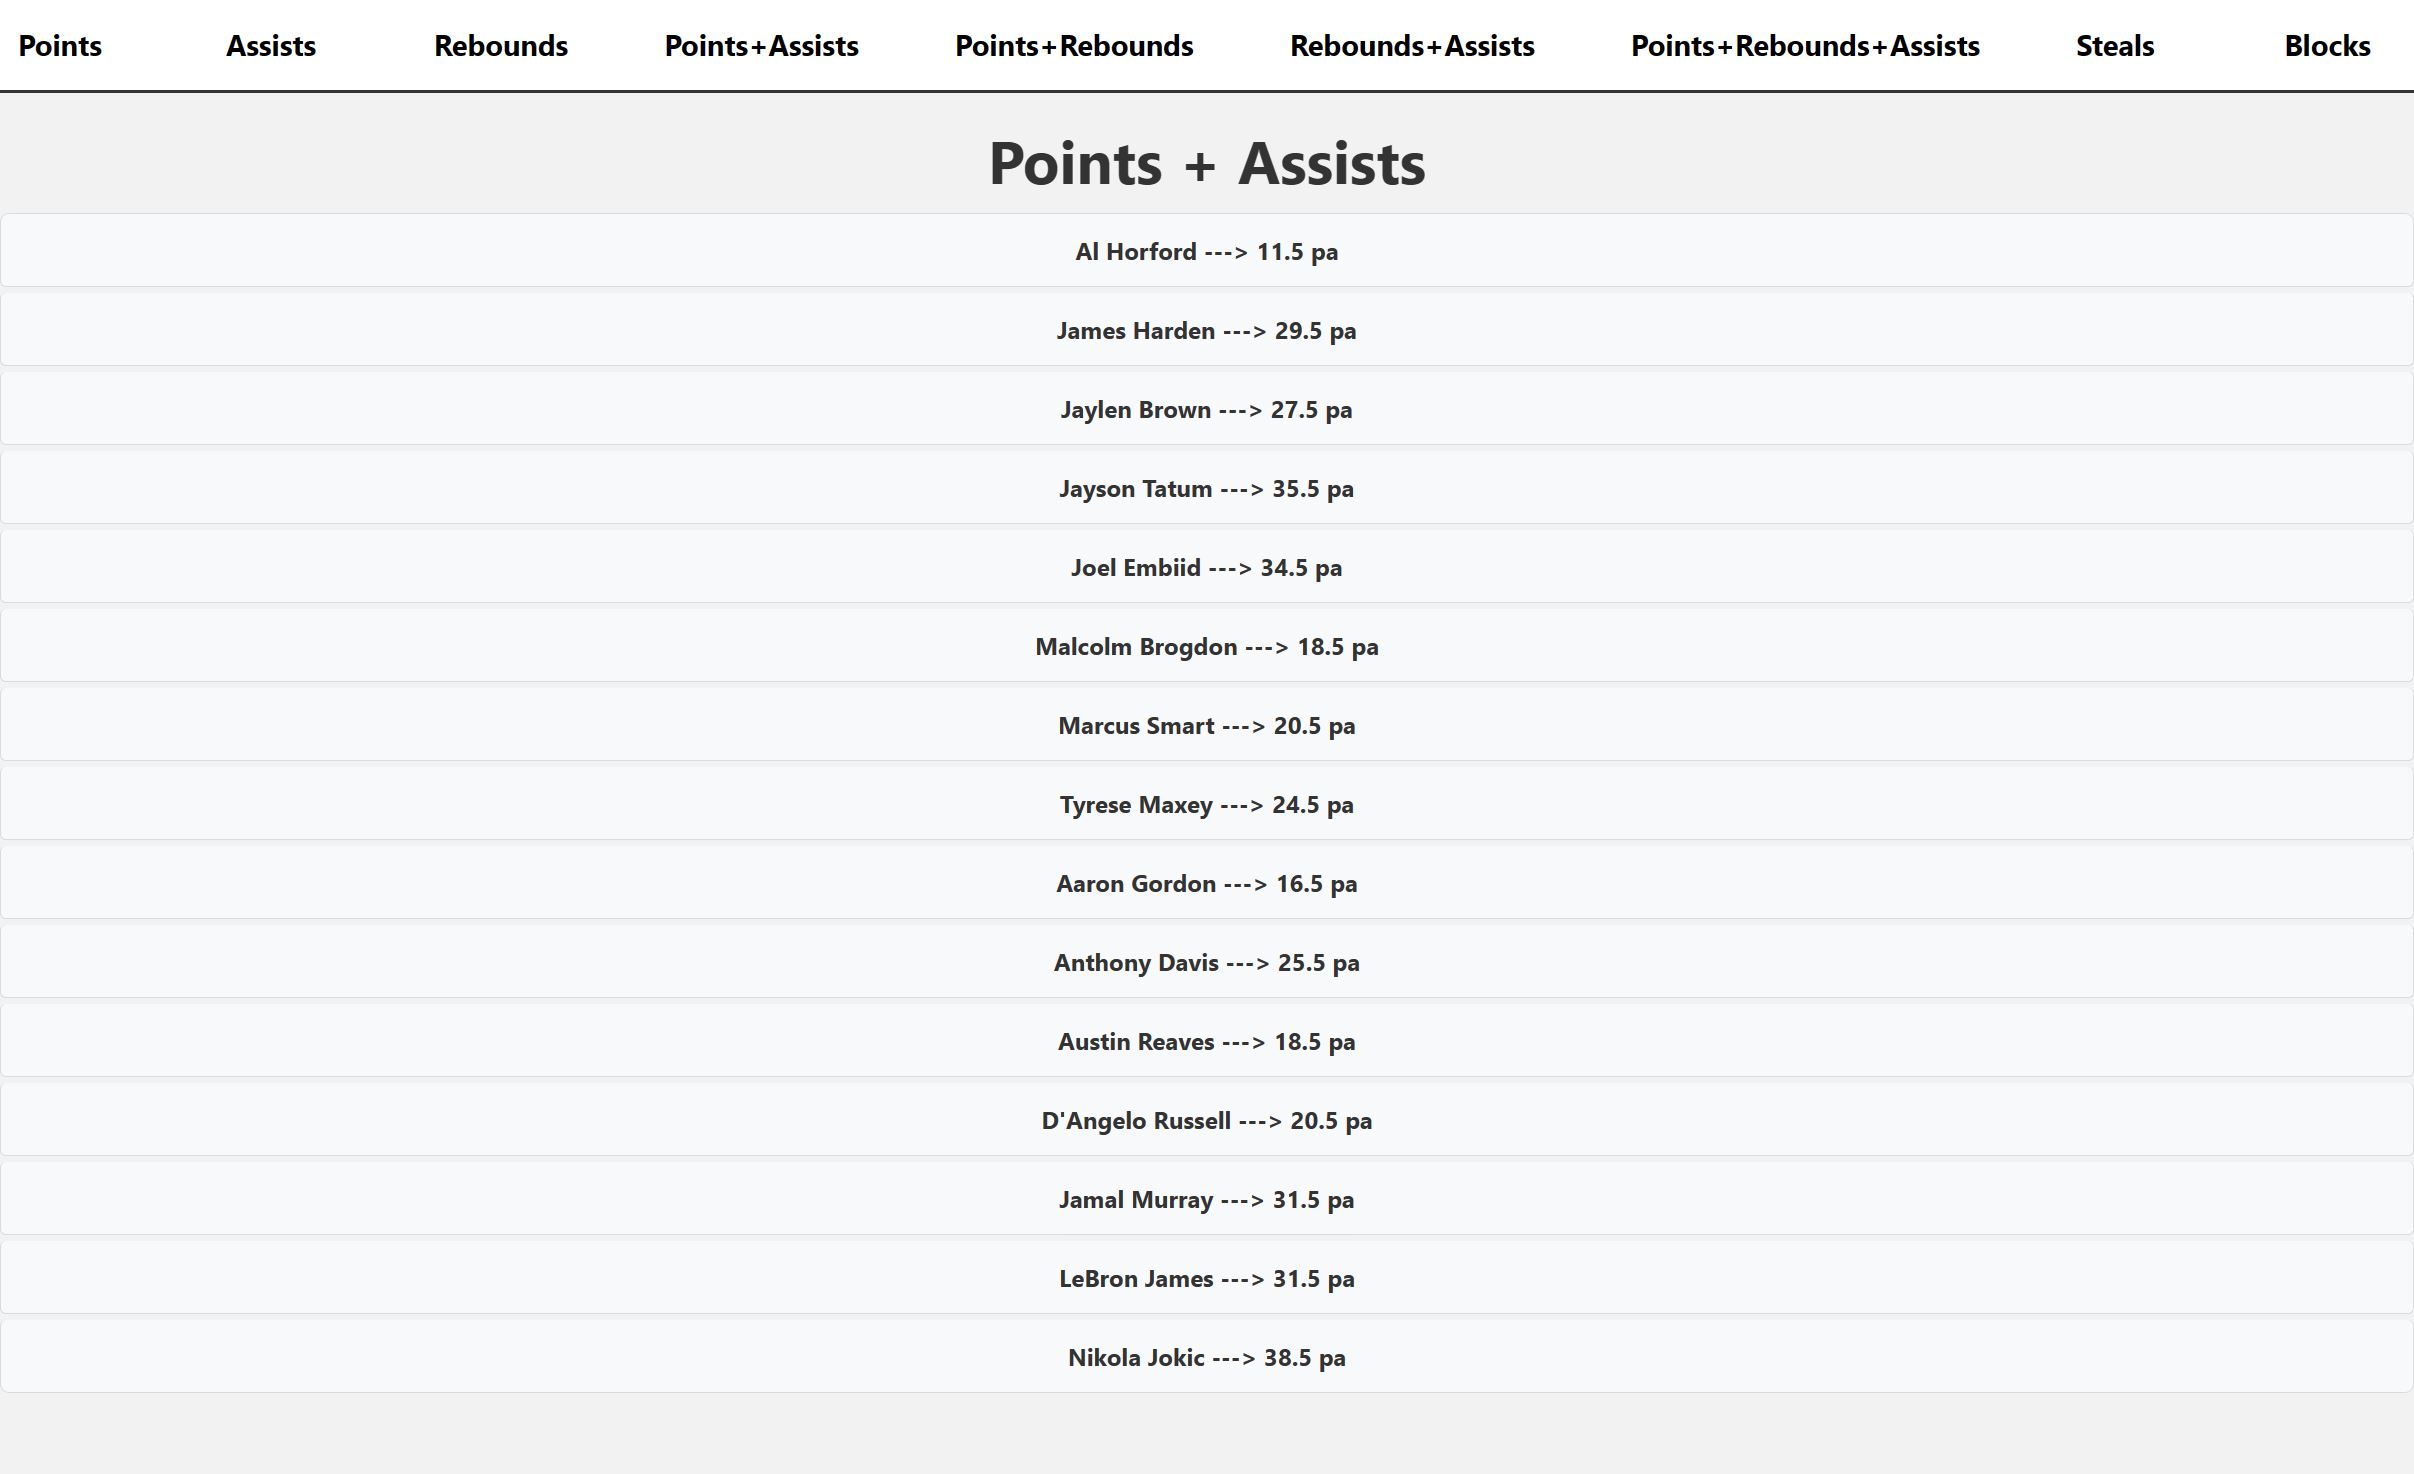 Points Assists Rebounds Points+Assists Points+Rebounds Rebounds+Assists Points+Rebounds+Assists Steals Blocks
Points + Assists
Al Horford ---> 11.5 pa
James Harden ---> 29.5 pa
Jaylen Brown ---> 27.5 pa
Jayson Tatum ---> 35.5 pa
Joel Embiid ---> 34.5 pa
Malcolm Brogdon ---> 18.5 pa
Marcus Smart ---> 20.5 pa
Tyrese Maxey ---> 24.5 pa
Aaron Gordon ---> 16.5 pa
Anthony Davis ---> 25.5 pa
Austin Reaves ---> 18.5 pa
D'Angelo Russell ---> 20.5 pa
Jamal Murray ---> 31.5 pa
LeBron James ---> 31.5 pa
Nikola Jokic ---> 38.5 pa